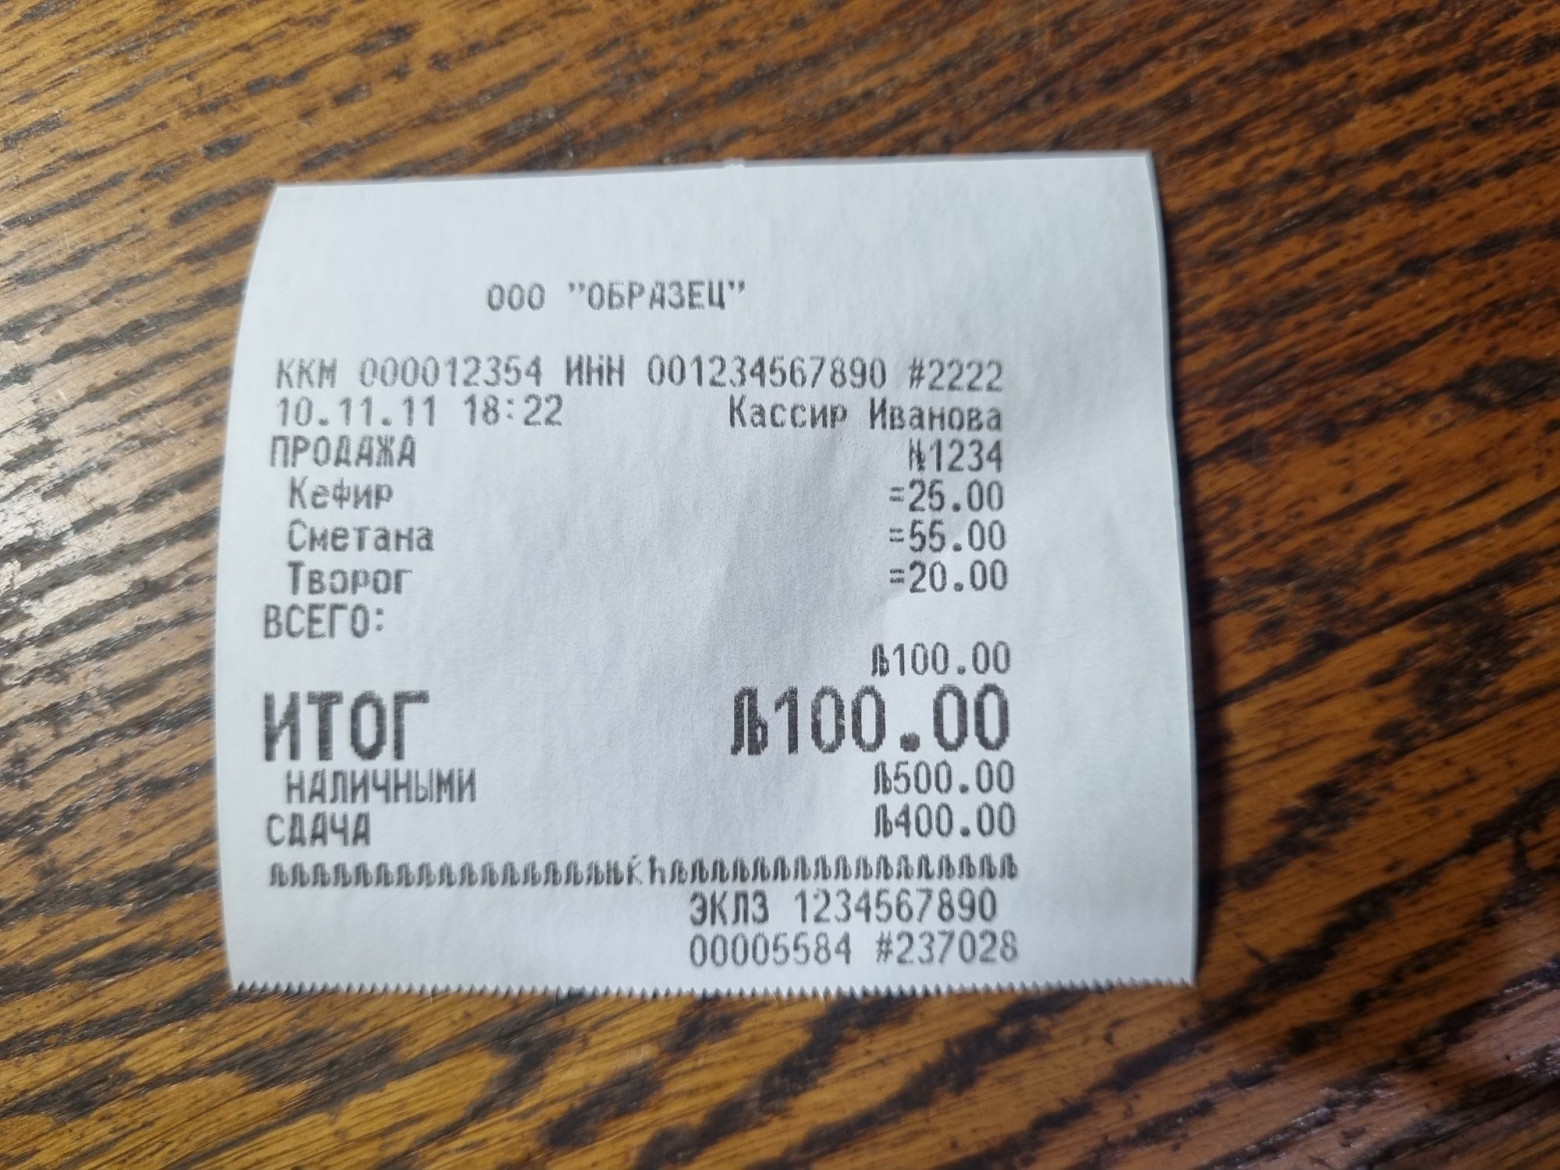 ООО "ОБРАЗЕЦ"
ККМ 000012354 ИНН 001234567890 #2222
10.11.11 18:22 Кассир Иванова
ПРОДАЖА №1234
Кефир =25.00
Сметана =55.00
Творог =20.00
ВСЕГО:
Љ100.00
ИТОГ Љ100.00
НАЛИЧНЫМИ Љ500.00
СДАЧА Љ400.00
ЭКЛЗ 1234567890
00005584 #237028